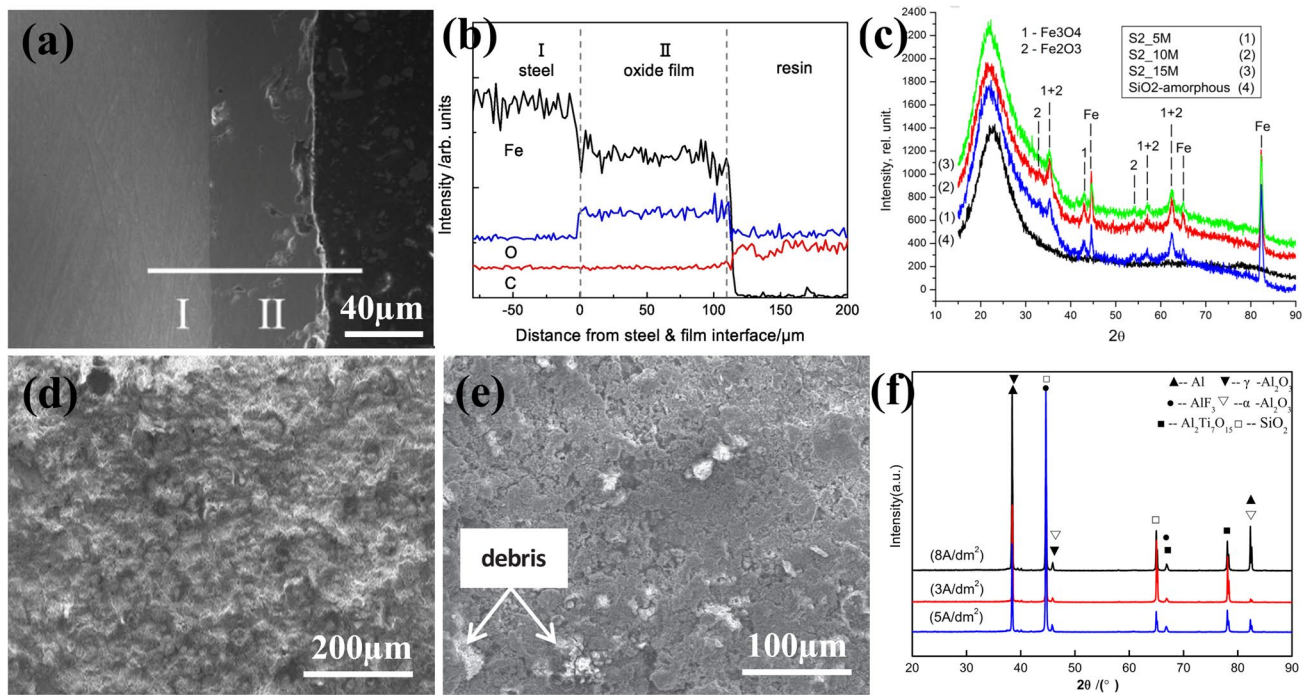 (a)
I
II
40μm
(b)
I
II
steel
oxide film
resin
Intensity /arb. units
Fe
O
C
-50
0
50
100
150
200
Distance from steel & film interface/μm
(c)
1 - Fe3O4
2 - Fe2O3
S2_5M (1)
S2_10M (2)
S2_15M (3)
SiO2-amorphous (4)
Intensity, rel. unit.
2400
2200
2000
1800
1600
1400
1200
1000
800
600
400
200
0
2
1+2
1
Fe
2
1+2
1+2
Fe
Fe
(3)
(2)
(1)
(4)
10 20 30 40 50 60 70 80 90
2θ
(d)
200μm
(e)
debris
100μm
(f)
▲-- Al ▼-- γ -Al2O3
●-- AlF3 ▽ --α -Al2O3
■-- Al2Ti7O15 □ -- SiO2
Intensity(a.u.)
(8A/dm2)
(3A/dm2)
(5A/dm2)
20 30 40 50 60 70 80 90
2θ /(°)